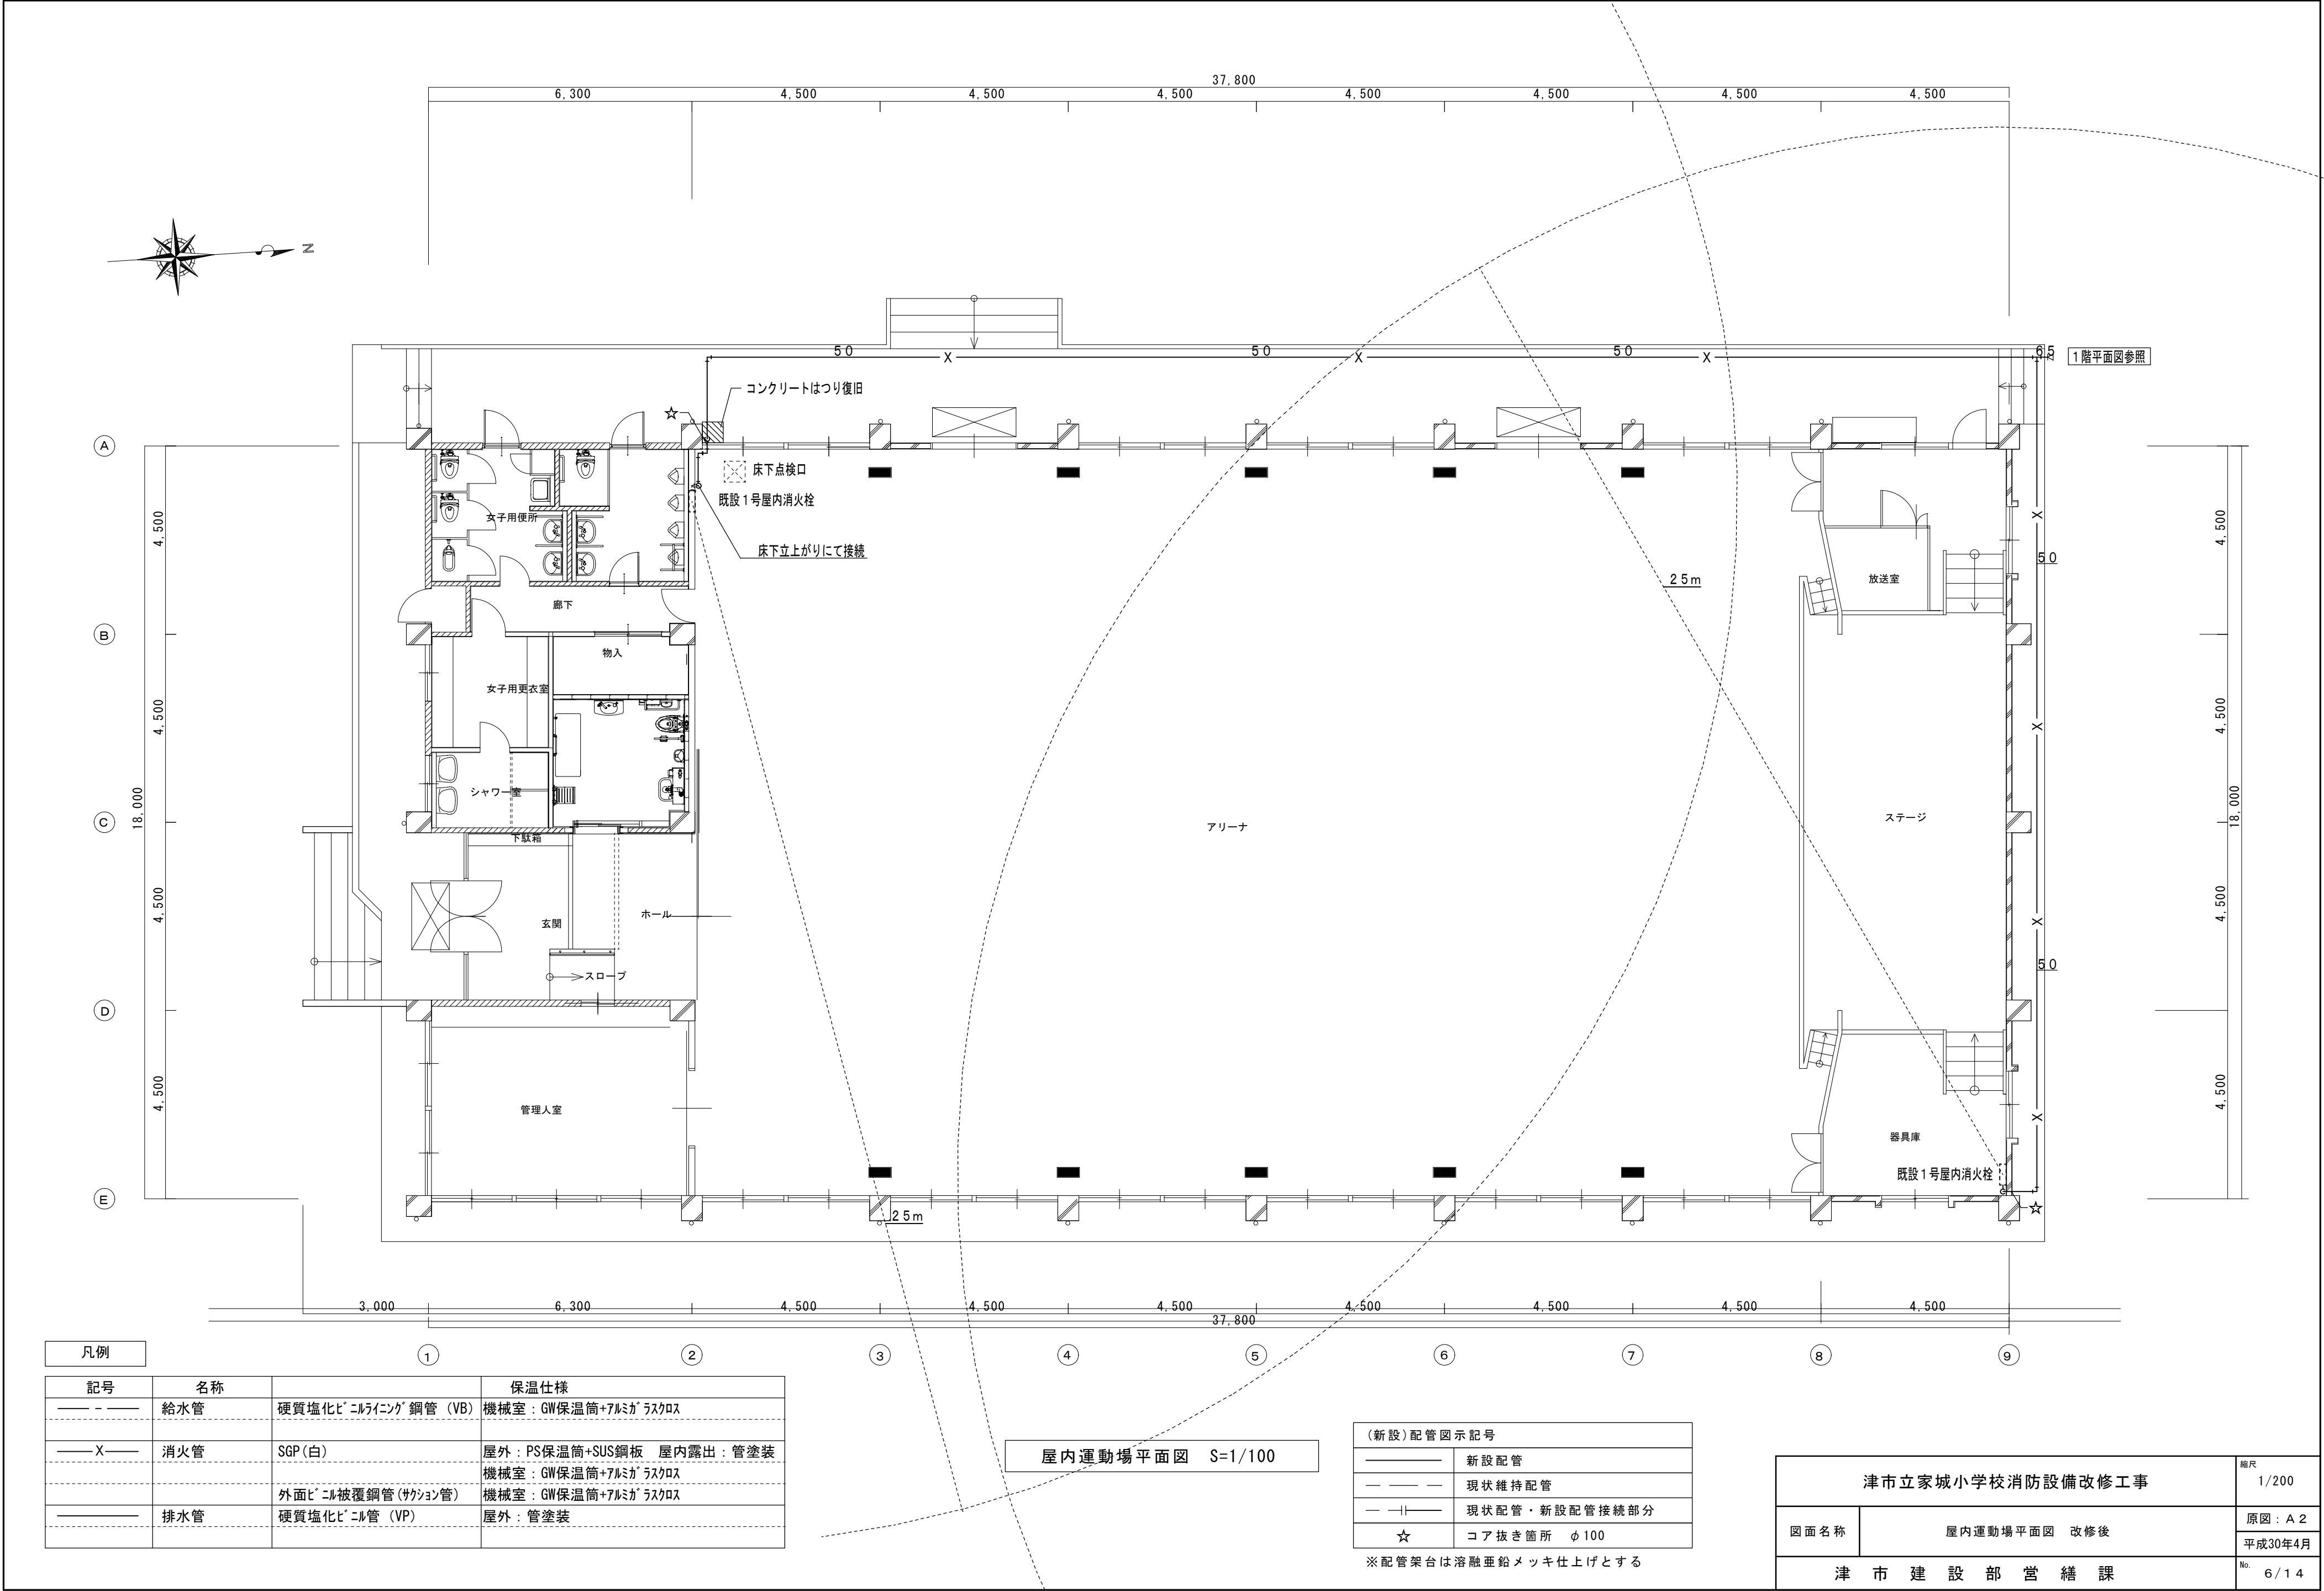 37,800
6,300 4,500 4,500 4,500 4,500 4,500 4,500 4,500
N
50 X 50 X 50 X 65 1階平面図参照
☆ コンクリートはつり復旧
床下点検口
既設1号屋内消火栓
床下立上がりにて接続
女子用便所
廊下
物入
女子用更衣室
シャワー室
下駄箱
玄関
ホール
スロープ
管理人室
アリーナ
25m
25m
放送室
ステージ
器具庫
既設1号屋内消火栓
☆
X
50
X
X
50
X
A
B
C
D
E
4,500
4,500
4,500
4,500
18,000
4,500
4,500
4,500
4,500
18,000
3,000 6,300 4,500 4,500 4,500 4,500 4,500 4,500 4,500
37,800
1 2 3 4 5 6 7 8 9
凡例
記号 名称 保温仕様
給水管 硬質塩化ﾋﾞﾆﾙﾗｲﾆﾝｸﾞ鋼管 (VB) 機械室:GW保温筒+ｱﾙﾐｶﾞﾗｽｸﾛｽ
X 消火管 SGP(白) 屋外:PS保温筒+SUS鋼板 屋内露出:管塗装
機械室:GW保温筒+ｱﾙﾐｶﾞﾗｽｸﾛｽ
外面ﾋﾞﾆﾙ被覆鋼管(ｻｸｼｮﾝ管) 機械室:GW保温筒+ｱﾙﾐｶﾞﾗｽｸﾛｽ
排水管 硬質塩化ﾋﾞﾆﾙ管 (VP) 屋外:管塗装
屋内運動場平面図 S=1/100
(新設)配管図示記号
新設配管
現状維持配管
現状配管・新設配管接続部分
☆ コア抜き箇所 φ100
※配管架台は溶融亜鉛メッキ仕上げとする
津市立家城小学校消防設備改修工事
縮尺
1/200
図面名称 屋内運動場平面図 改修後
原図:A2
平成30年4月
津市建設部営繕課
No. 6/14